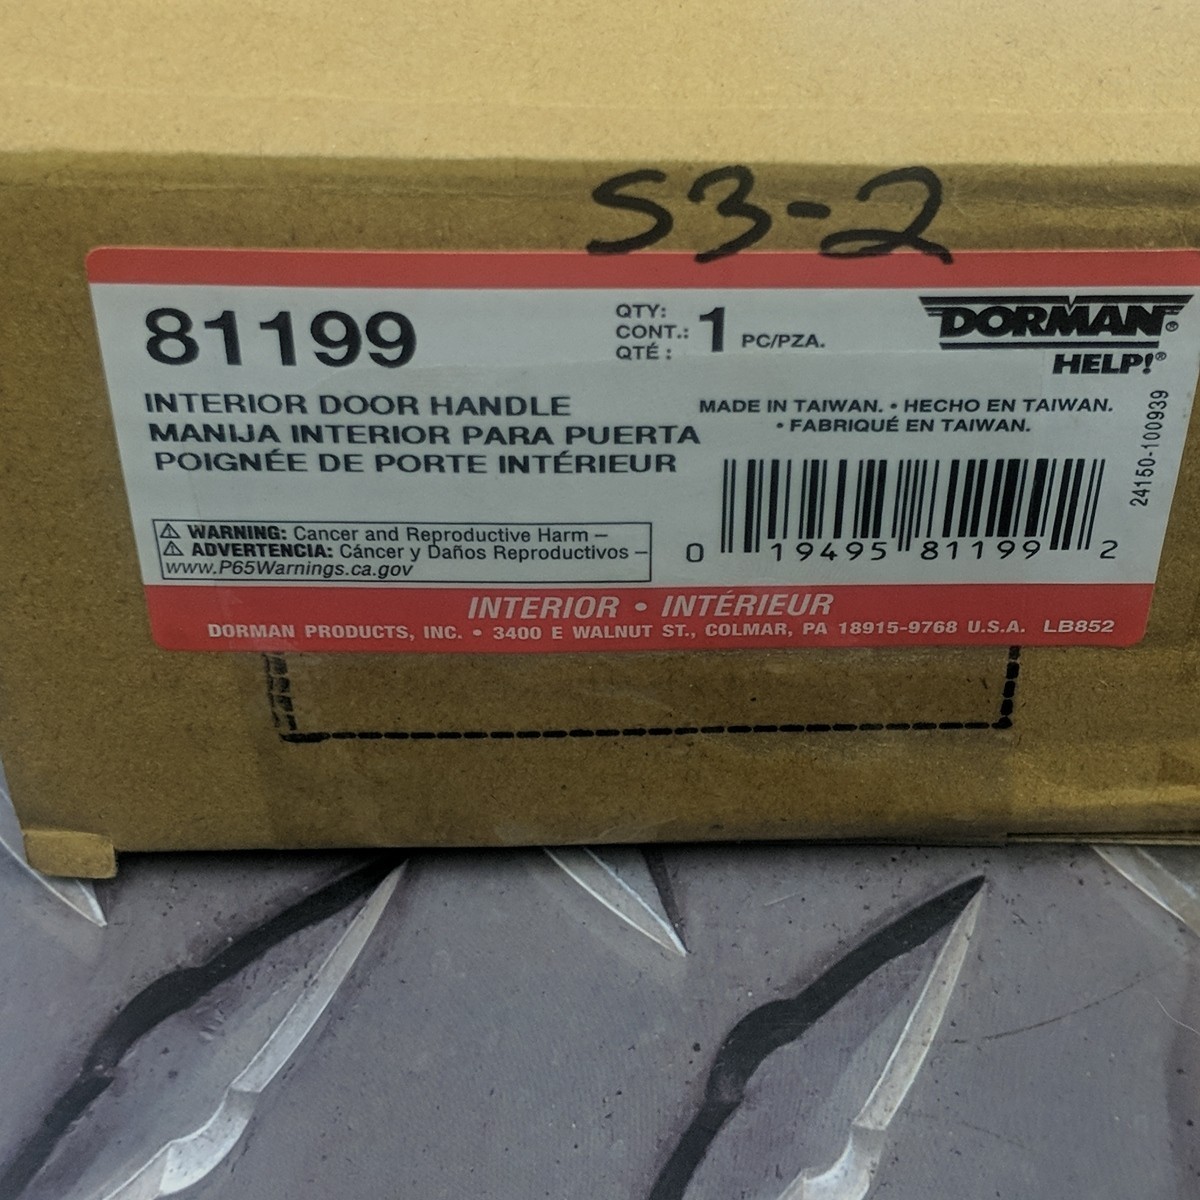 S3-2
81199
QTY:
CONT.:
QTÉ :
1 PC/PZA.
DORMAN®
HELP!®
INTERIOR DOOR HANDLE
MANIJA INTERIOR PARA PUERTA
POIGNÉE DE PORTE INTÉRIEUR
MADE IN TAIWAN. • HECHO EN TAIWAN.
• FABRIQUÉ EN TAIWAN.
24150-100939
⚠ WARNING: Cancer and Reproductive Harm –
⚠ ADVERTENCIA: Cáncer y Daños Reproductivos –
www.P65Warnings.ca.gov
0 19495 81199 2
INTERIOR • INTÉRIEUR
DORMAN PRODUCTS, INC. • 3400 E WALNUT ST., COLMAR, PA 18915-9768 U.S.A. LB852